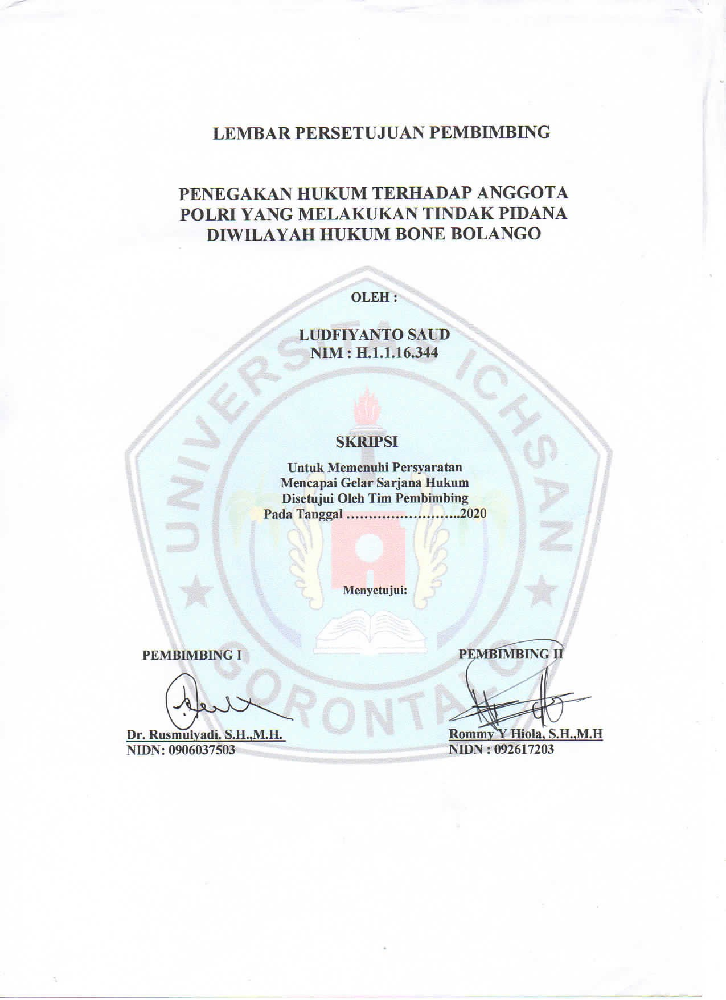 LEMBAR PERSETUJUAN PEMBIMBING
PENEGAKAN HUKUM TERHADAP ANGGOTA
POLRI YANG MELAKUKAN TINDAK PIDANA
DIWILAYAH HUKUM BONE BOLANGO
OLEH :
LUDFIYANTO SAUD
NIM : H.1.1.16.344
UNIVERSITAS ICHSAN
GORONTALO
SKRIPSI
Untuk Memenuhi Persyaratan
Mencapai Gelar Sarjana Hukum
Disetujui Oleh Tim Pembimbing
Pada Tanggal ……………………..2020
Menyetujui:
PEMBIMBING I
PEMBIMBING II
Dr. Rusmulyadi. S.H.,M.H.
NIDN: 0906037503
Rommy Y Hiola, S.H.,M.H
NIDN : 092617203